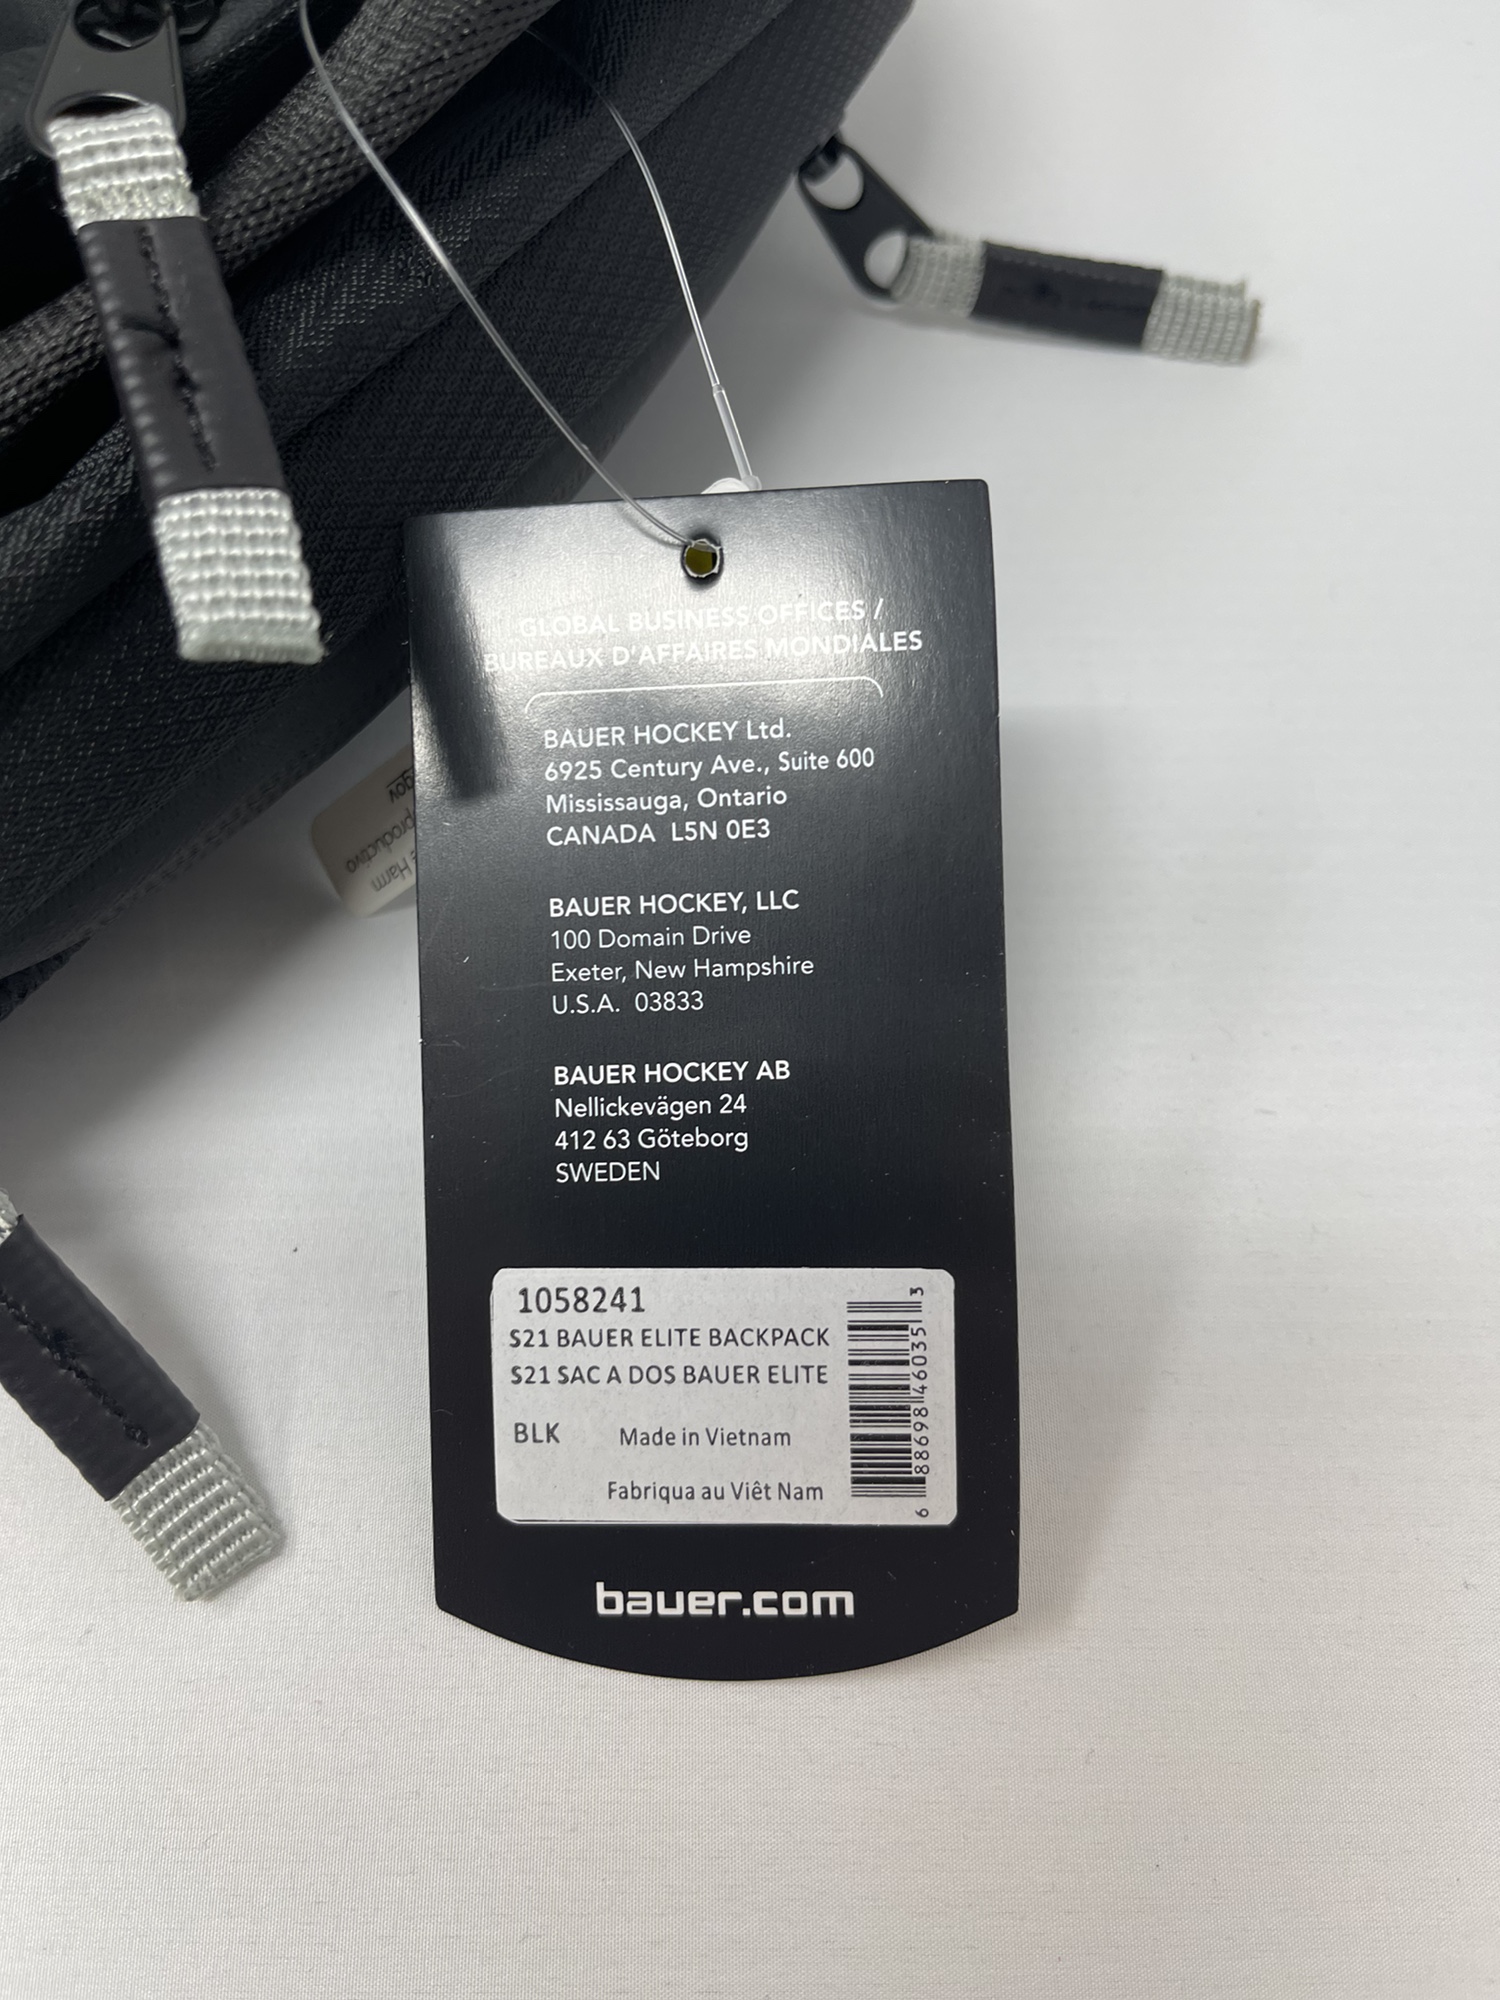 GLOBAL BUSINESS OFFICES /
BUREAUX D'AFFAIRES MONDIALES
BAUER HOCKEY Ltd.
6925 Century Ave., Suite 600
Mississauga, Ontario
CANADA L5N 0E3
BAUER HOCKEY, LLC
100 Domain Drive
Exeter, New Hampshire
U.S.A. 03833
BAUER HOCKEY AB
Nellickevägen 24
412 63 Göteborg
SWEDEN
1058241
S21 BAUER ELITE BACKPACK
S21 SAC A DOS BAUER ELITE
BLK Made in Vietnam
Fabriqua au Viêt Nam
6 88698 46035 3
bauer.com
Harm
productivo
gov